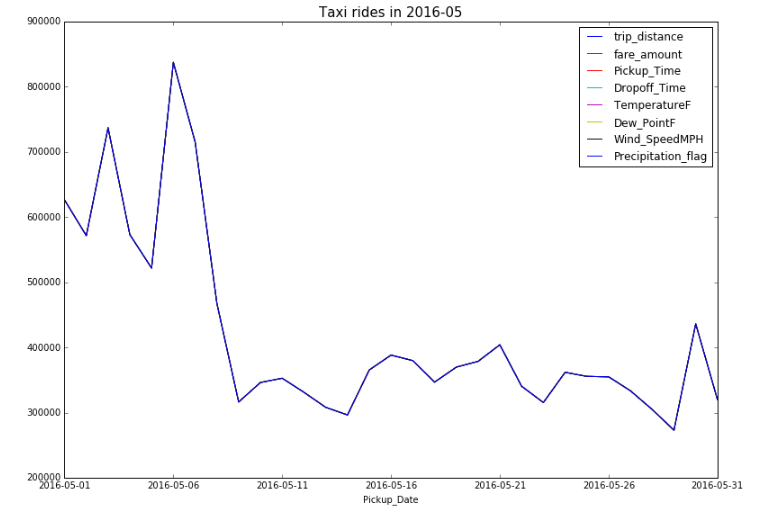 Taxi rides in 2016-05
900000
800000
700000
600000
500000
400000
300000
200000
trip_distance
fare_amount
Pickup_Time
Dropoff_Time
TemperatureF
Dew_PointF
Wind_SpeedMPH
Precipitation_flag
2016-05-01 2016-05-06 2016-05-11 2016-05-16 2016-05-21 2016-05-26 2016-05-31
Pickup_Date